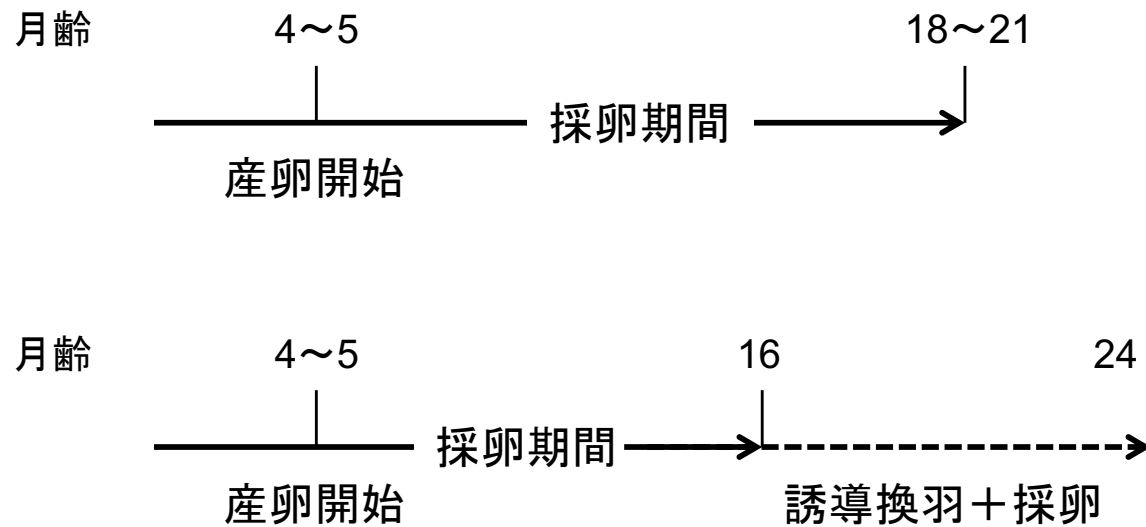 月齢 4～5 18～21
採卵期間
産卵開始
月齢 4～5 16 24
採卵期間
産卵開始 誘導換羽＋採卵